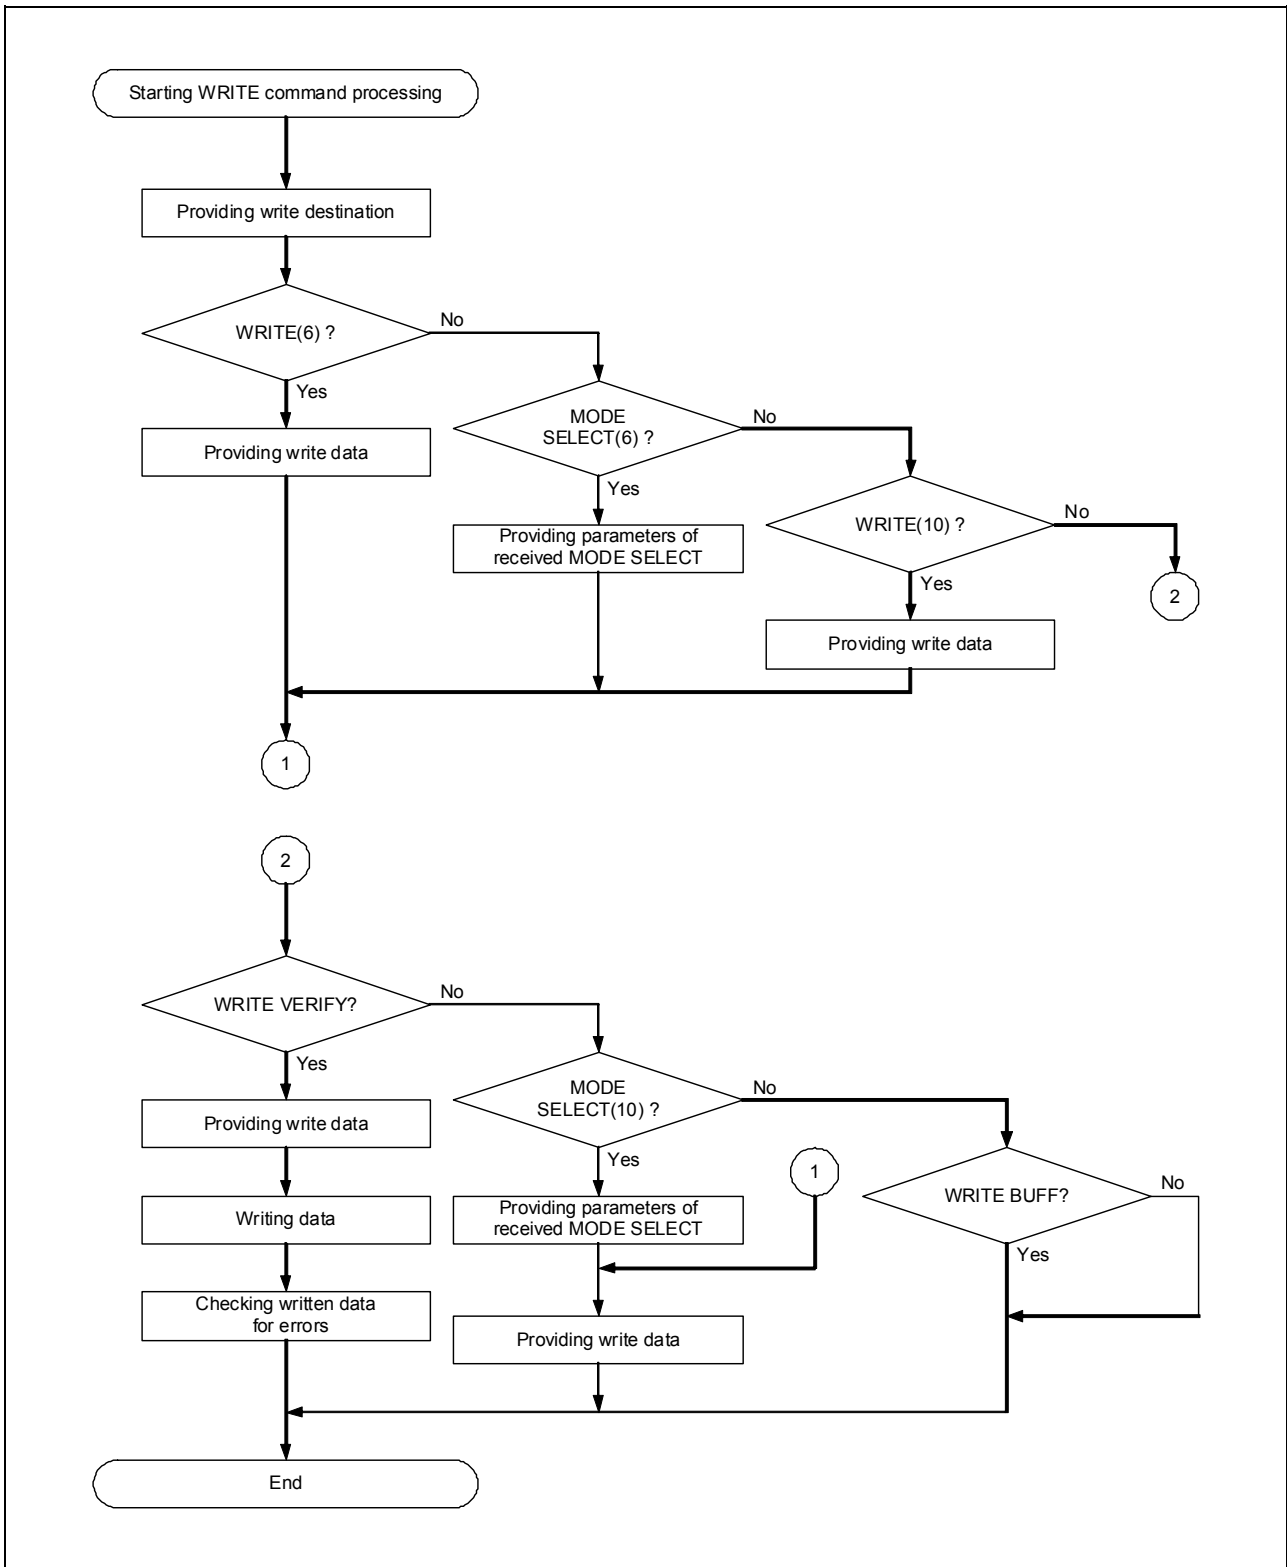 Starting WRITE command processing
Providing write destination
WRITE(6) ?
No
Yes
Providing write data
MODE
SELECT(6) ?
No
Yes
Providing parameters of
received MODE SELECT
WRITE(10) ?
No
Yes
2
Providing write data
1
2
WRITE VERIFY?
No
Yes
Providing write data
Writing data
Checking written data
for errors
MODE
SELECT(10) ?
No
Yes
Providing parameters of
received MODE SELECT
1
Providing write data
WRITE BUFF?
No
Yes
End